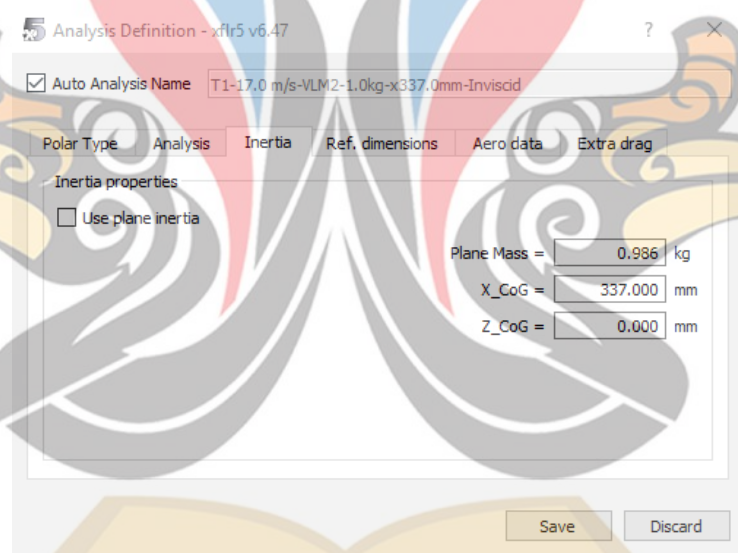 Analysis Definition - xflr5 v6.47
Auto Analysis Name T1-17.0 m/s-VLM2-1.0kg-x337.0mm-Inviscid
Polar Type Analysis Inertia Ref. dimensions Aero data Extra drag
Inertia properties
Use plane inertia
Plane Mass = 0.986 kg
X_CoG = 337.000 mm
Z_CoG = 0.000 mm
Save Discard